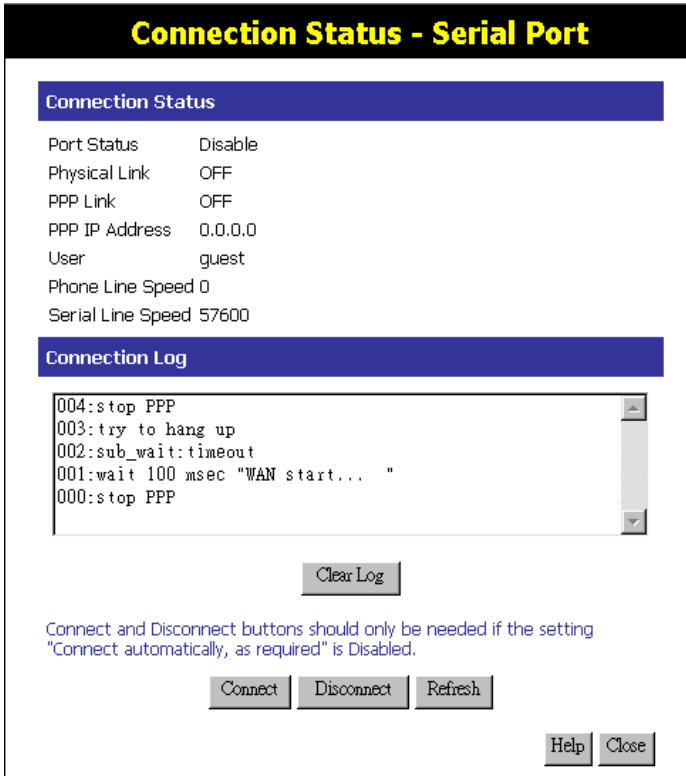 Connection Status - Serial Port
Connection Status
Port Status Disable
Physical Link OFF
PPP Link OFF
PPP IP Address 0.0.0.0
User guest
Phone Line Speed 0
Serial Line Speed 57600
Connection Log
004:stop PPP
003:try to hang up
002:sub_wait:timeout
001:wait 100 msec "WAN start... "
000:stop PPP
Clear Log
Connect and Disconnect buttons should only be needed if the setting
"Connect automatically, as required" is Disabled.
Connect Disconnect Refresh
Help Close